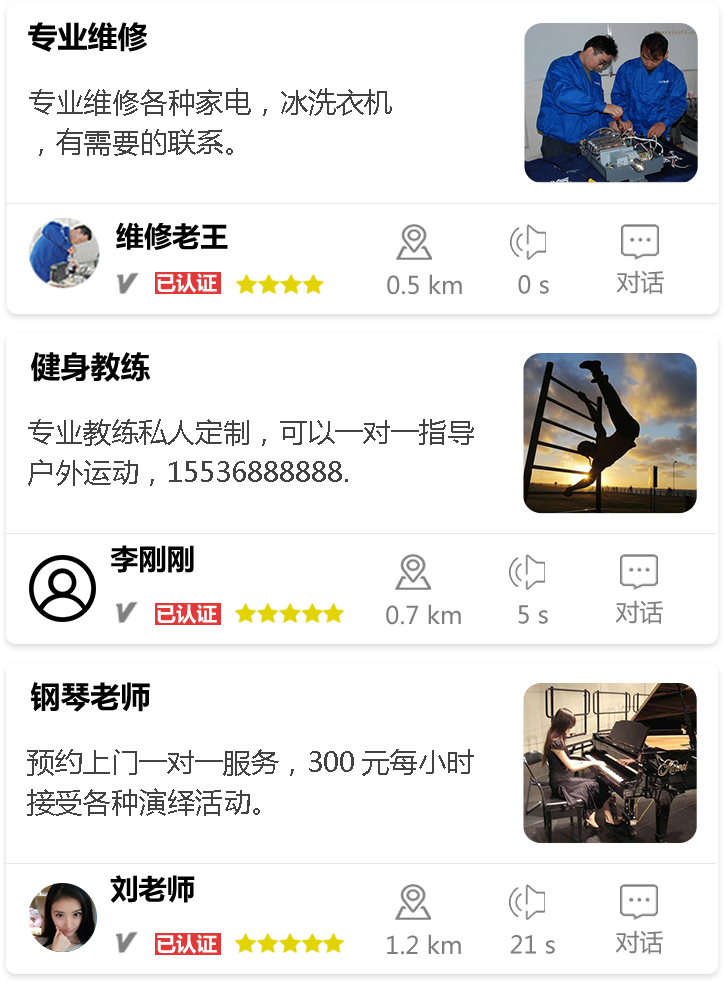 专业维修
专业维修各种家电，冰洗衣机
，有需要的联系。
维修老王
V 已认证
0.5 km
0 s
对话
健身教练
专业教练私人定制，可以一对一指导
户外运动，15536888888.
李刚刚
V 已认证
0.7 km
5 s
对话
钢琴老师
预约上门一对一服务，300 元每小时
接受各种演绎活动。
刘老师
V 已认证
1.2 km
21 s
对话